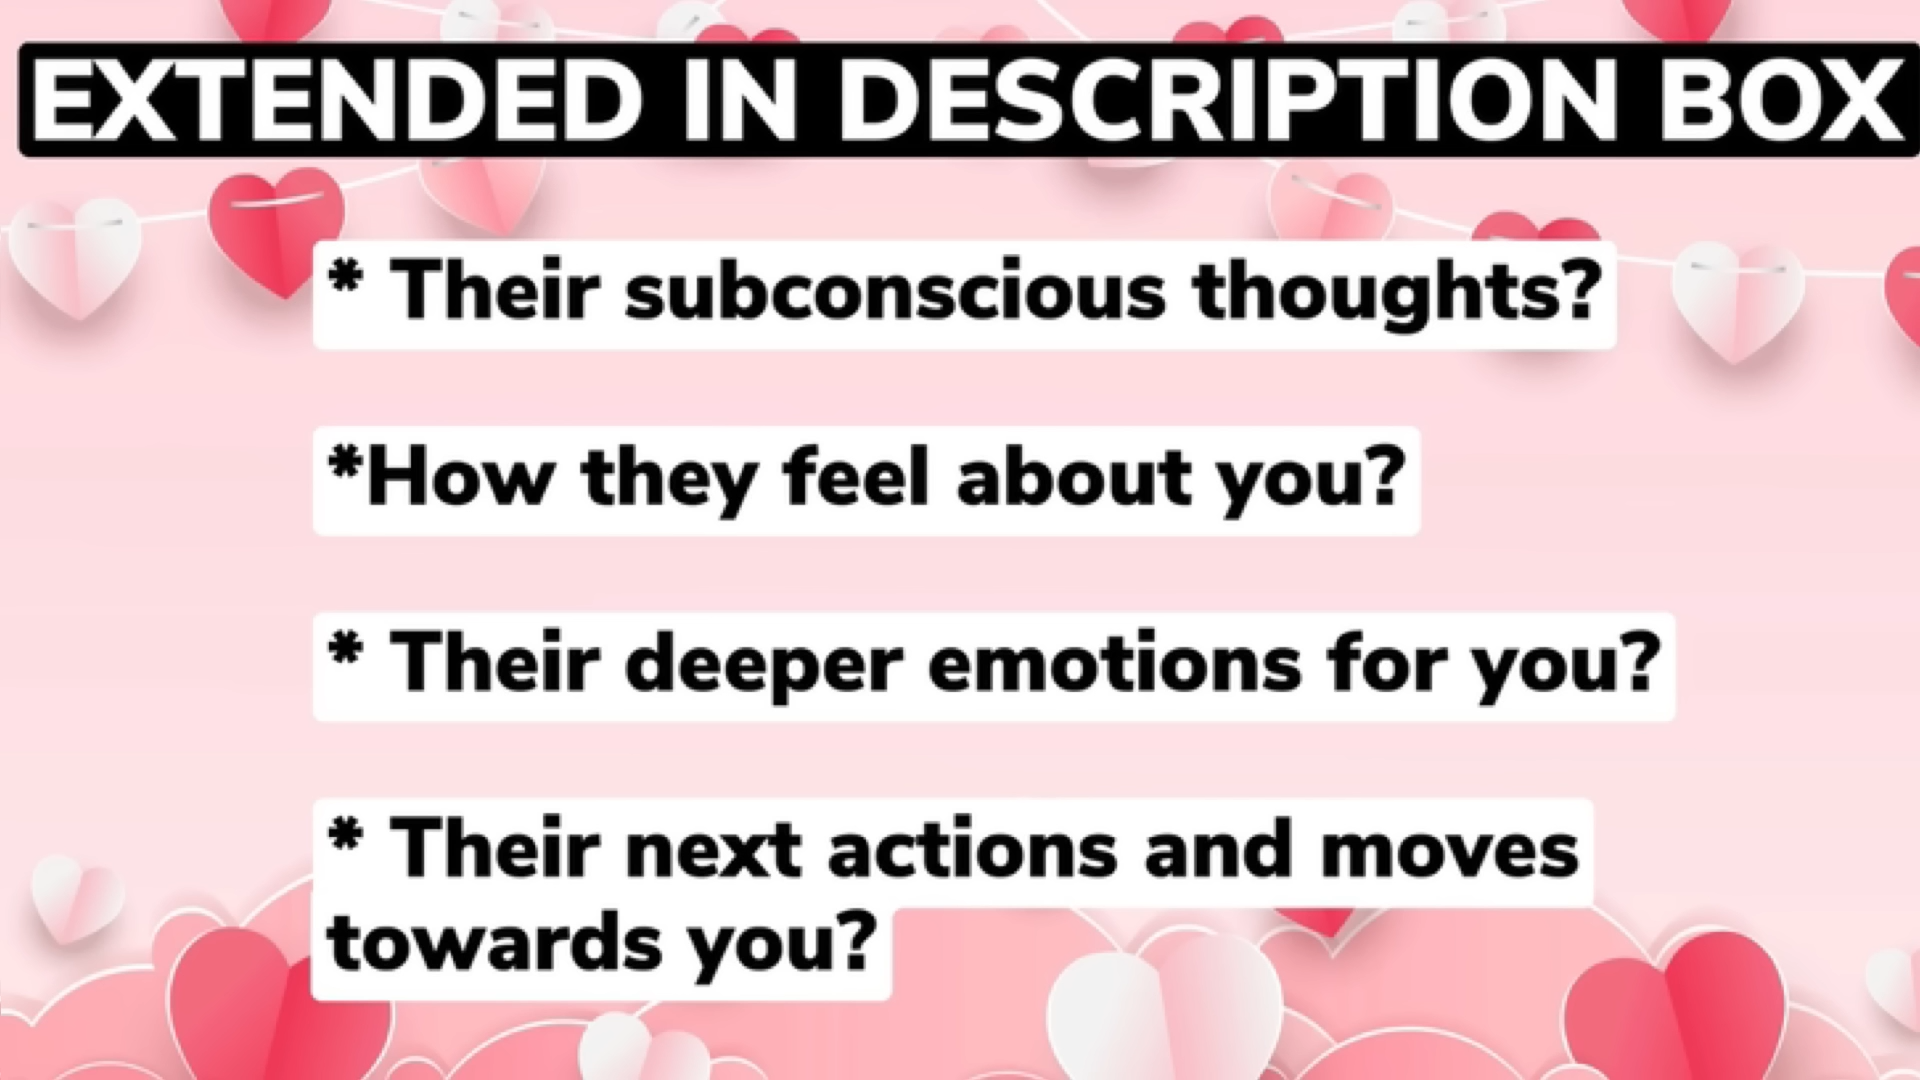 EXTENDED IN DESCRIPTION BOX
* Their subconscious thoughts?
*How they feel about you?
* Their deeper emotions for you?
* Their next actions and moves
towards you?